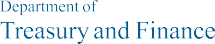 Department of
Treasury and Finance